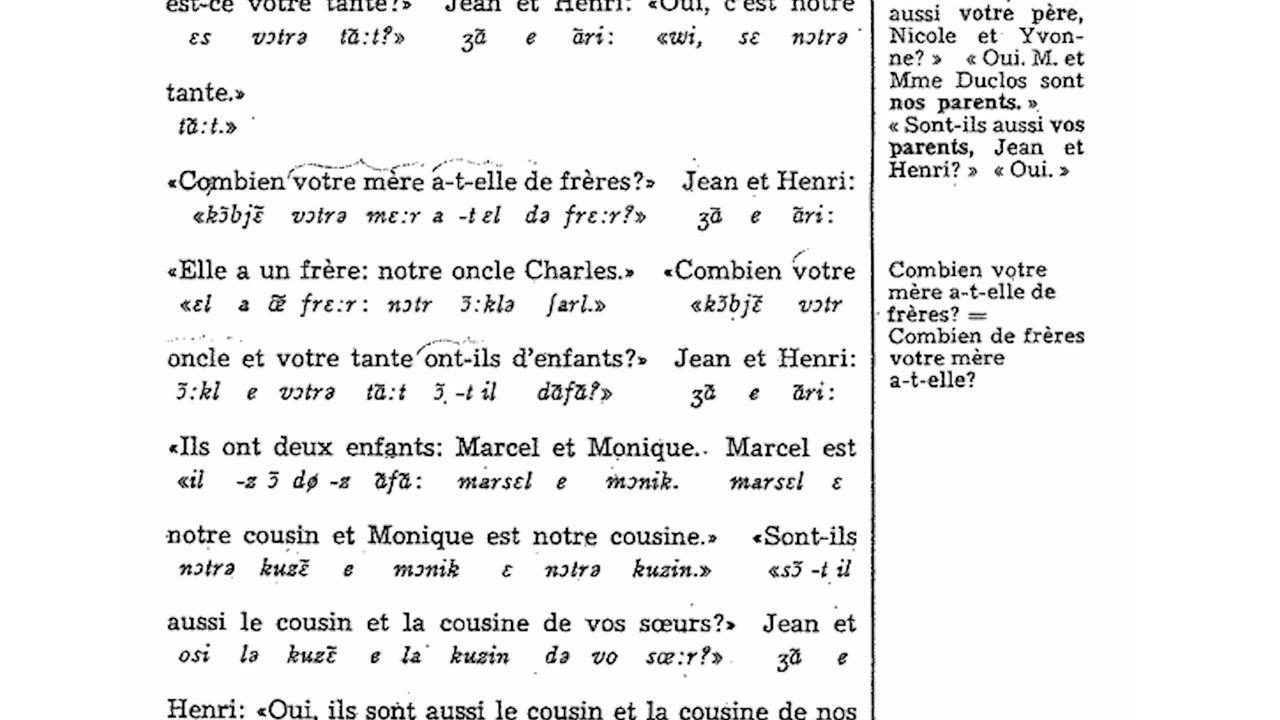 est-ce votre tante?» Jean et Henri: «Oui, c'est notre
ɛs vɔtrə tɑ̃:t?» ʒɑ̃ e ɑ̃ri: «wi, sɛ nɔtrə
tante.»
tɑ̃:t.»
«Combien votre mère a-t-elle de frères?» Jean et Henri:
«kɔ̃bjɛ̃ vɔtrə mɛ:r a -t ɛl də frɛ:r?» ʒɑ̃ e ɑ̃ri:
«Elle a un frère: notre oncle Charles.» «Combien votre
«ɛl a œ̃ frɛ:r: nɔtr ɔ̃:klə ʃarl.» «kɔ̃bjɛ̃ vɔtr
oncle et votre tante ont-ils d'enfants?» Jean et Henri:
ɔ̃:kl e vɔtrə tɑ̃:t ɔ̃ -t il dɑ̃fɑ̃?» ʒɑ̃ e ɑ̃ri:
«Ils ont deux enfants: Marcel et Monique. Marcel est
«il -z ɔ̃ dø -z ɑ̃fɑ̃: marsɛl e mɔnik. marsɛl ɛ
notre cousin et Monique est notre cousine.» «Sont-ils
nɔtrə kuzɛ̃ e mɔnik ɛ nɔtrə kuzin.» «sɔ̃ -t il
aussi le cousin et la cousine de vos sœurs?» Jean et
osi lə kuzɛ̃ e la kuzin də vo sœ:r?» ʒɑ̃ e
Henri: «Oui, ils sont aussi le cousin et la cousine de nos
aussi votre père,
Nicole et Yvon-
ne?» «Oui. M. et
Mme Duclos sont
nos parents.»
«Sont-ils aussi vos
parents, Jean et
Henri?» «Oui.»
Combien votre
mère a-t-elle de
frères? =
Combien de frères
votre mère
a-t-elle?